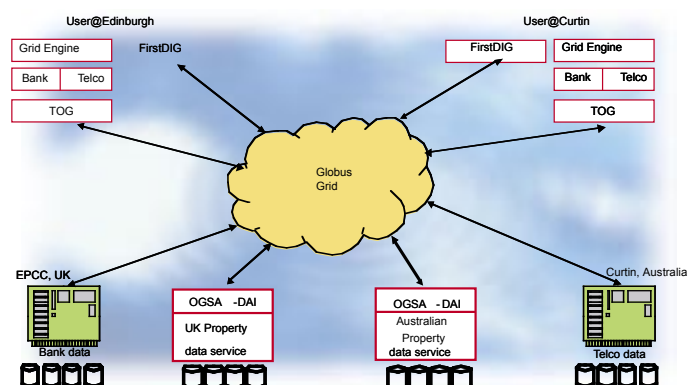 User@Edinburgh
User@Curtin
Grid Engine
FirstDIG
FirstDIG
Grid Engine
Bank
Telco
Bank
Telco
TOG
TOG
Globus
Grid
EPCC, UK
Curtin, Australia
OGSA -DAI
OGSA -DAI
UK Property
data service
Australian
Property
data service
Bank data
Telco data